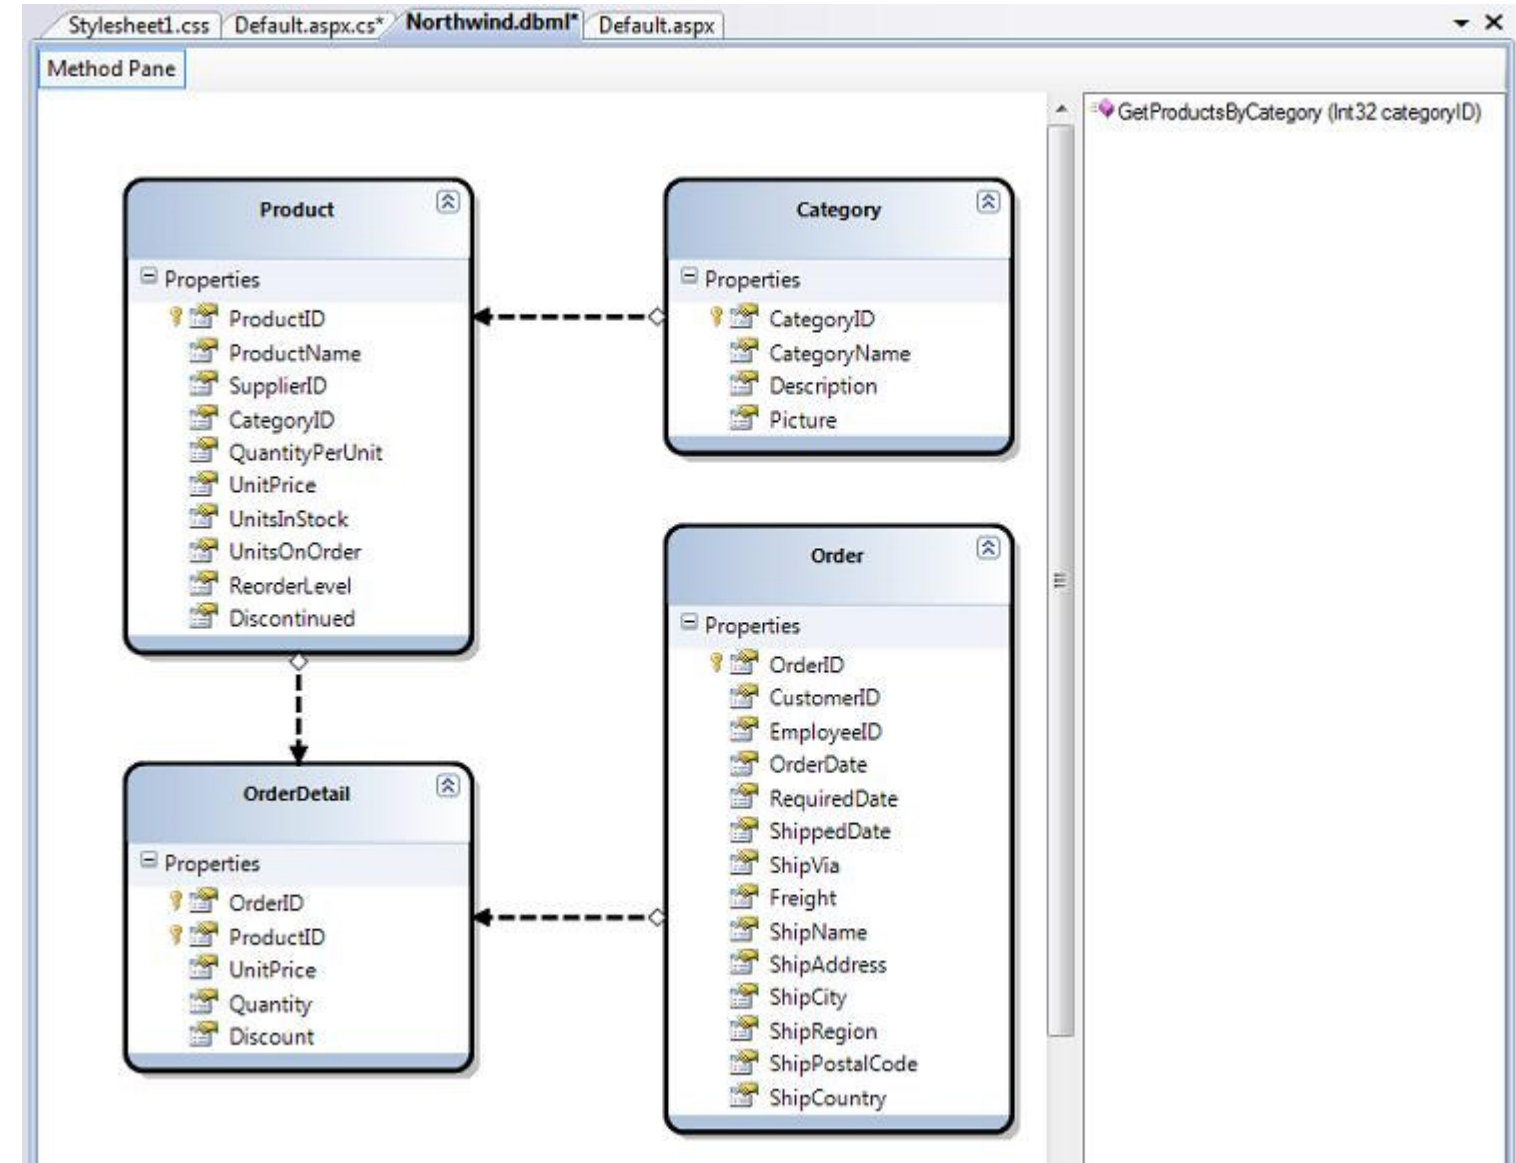 Stylesheet1.css Default.aspx.cs* Northwind.dbml* Default.aspx
Method Pane
GetProductsByCategory (Int32 categoryID)
Product
Properties
ProductID
ProductName
SupplierID
CategoryID
QuantityPerUnit
UnitPrice
UnitsInStock
UnitsOnOrder
ReorderLevel
Discontinued
Category
Properties
CategoryID
CategoryName
Description
Picture
OrderDetail
Properties
OrderID
ProductID
UnitPrice
Quantity
Discount
Order
Properties
OrderID
CustomerID
EmployeeID
OrderDate
RequiredDate
ShippedDate
ShipVia
Freight
ShipName
ShipAddress
ShipCity
ShipRegion
ShipPostalCode
ShipCountry